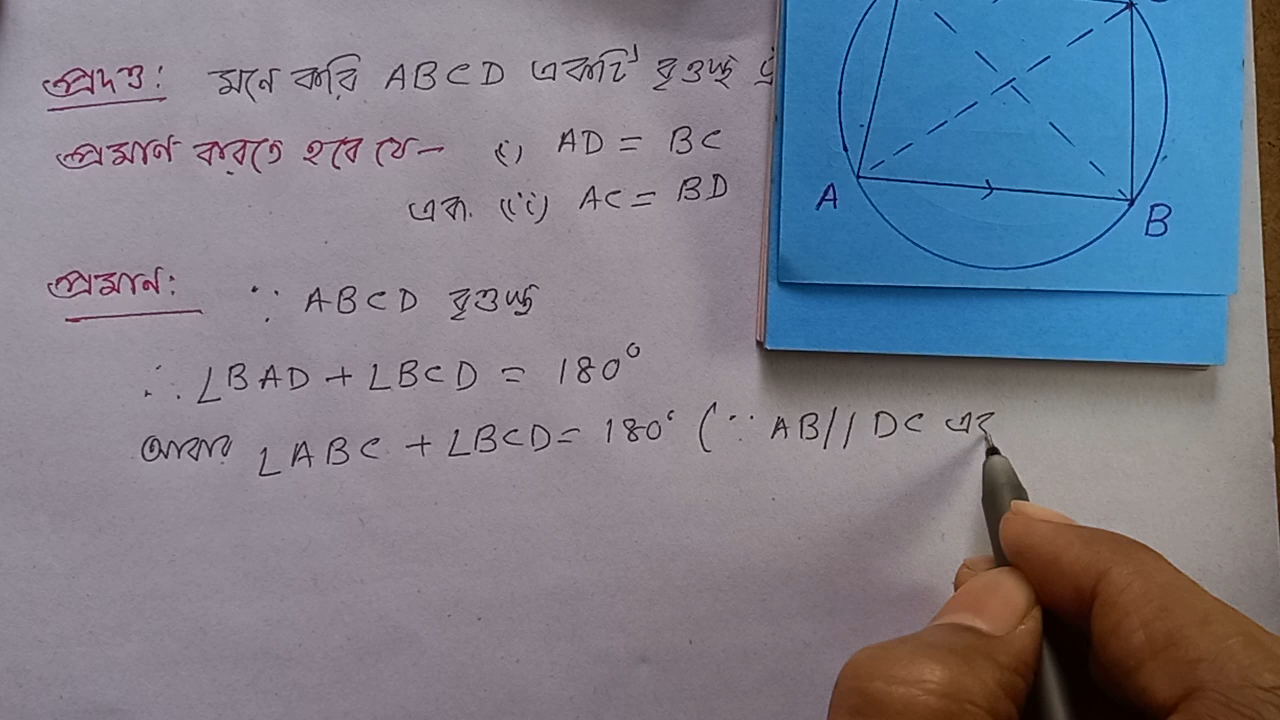 প্রদত্ত: মনে করি ABCD একটি বৃত্তস্থ
প্রমাণ করতে হবে যে- (i) AD = BC
এবং (ii) AC = BD
প্রমাণ:
∵ ABCD বৃত্তস্থ
∴ ∠BAD + ∠BCD = 180°
আবার ∠ABC + ∠BCD = 180° (∵ AB // DC এব
A
B